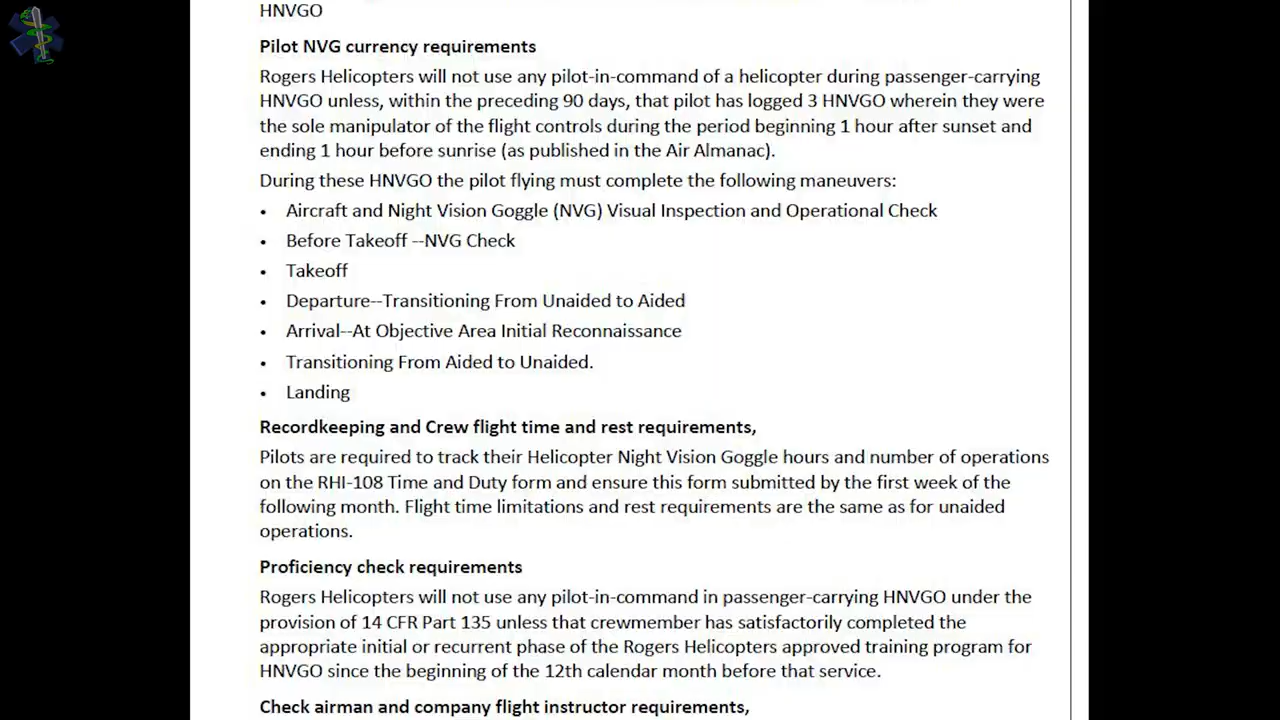 HNVGO
Pilot NVG currency requirements
Rogers Helicopters will not use any pilot-in-command of a helicopter during passenger-carrying
HNVGO unless, within the preceding 90 days, that pilot has logged 3 HNVGO wherein they were
the sole manipulator of the flight controls during the period beginning 1 hour after sunset and
ending 1 hour before sunrise (as published in the Air Almanac).
During these HNVGO the pilot flying must complete the following maneuvers:
• Aircraft and Night Vision Goggle (NVG) Visual Inspection and Operational Check
• Before Takeoff --NVG Check
• Takeoff
• Departure--Transitioning From Unaided to Aided
• Arrival--At Objective Area Initial Reconnaissance
• Transitioning From Aided to Unaided.
• Landing
Recordkeeping and Crew flight time and rest requirements,
Pilots are required to track their Helicopter Night Vision Goggle hours and number of operations
on the RHI-108 Time and Duty form and ensure this form submitted by the first week of the
following month. Flight time limitations and rest requirements are the same as for unaided
operations.
Proficiency check requirements
Rogers Helicopters will not use any pilot-in-command in passenger-carrying HNVGO under the
provision of 14 CFR Part 135 unless that crewmember has satisfactorily completed the
appropriate initial or recurrent phase of the Rogers Helicopters approved training program for
HNVGO since the beginning of the 12th calendar month before that service.
Check airman and company flight instructor requirements,